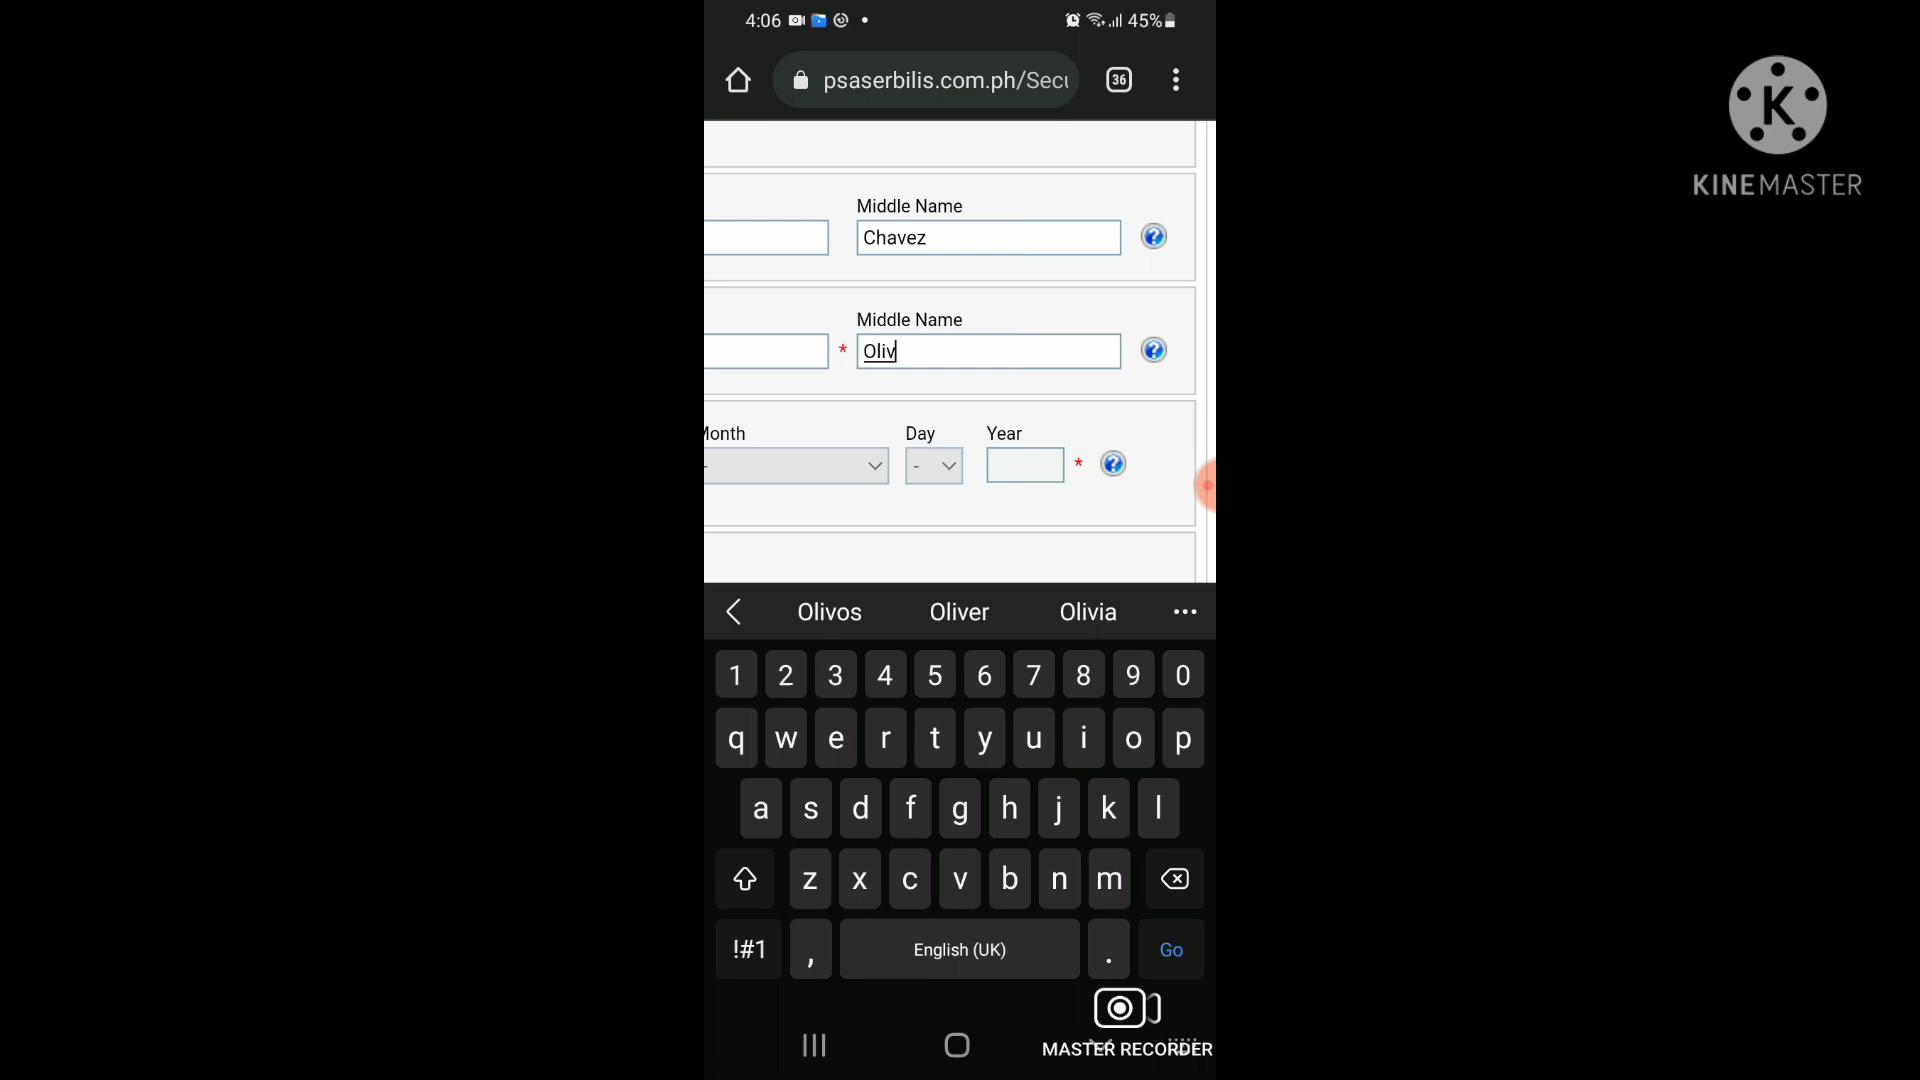 4:06 45%
psaserbilis.com.ph/Secu 36
K
KINEMASTER
Middle Name
Chavez
Middle Name
* Oliv
Month Day Year
- - *
Olivos Oliver Olivia
1 2 3 4 5 6 7 8 9 0
q w e r t y u i o p
a s d f g h j k l
z x c v b n m
!#1 , English (UK) . Go
MASTER RECORDER